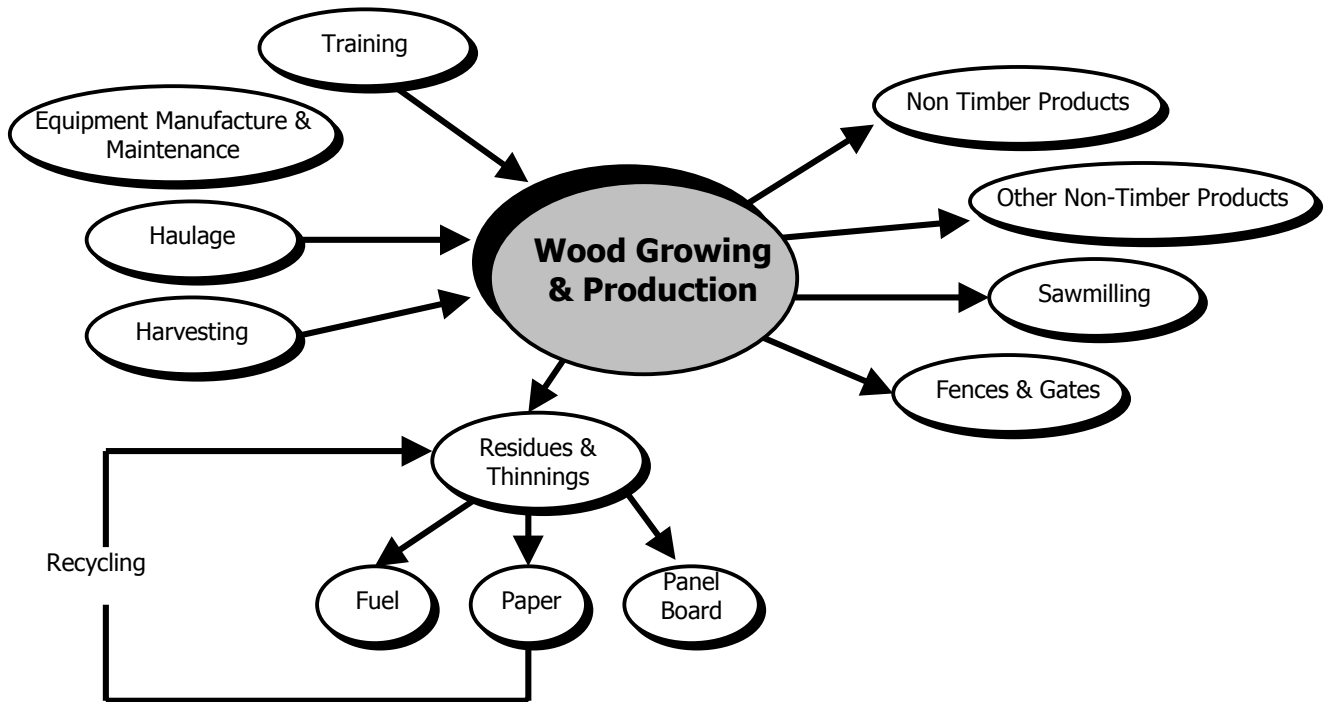 Training
Non Timber Products
Equipment Manufacture &
Maintenance
Other Non-Timber Products
Haulage
Wood Growing
& Production
Sawmilling
Harvesting
Fences & Gates
Residues &
Thinnings
Recycling
Fuel
Paper
Panel
Board